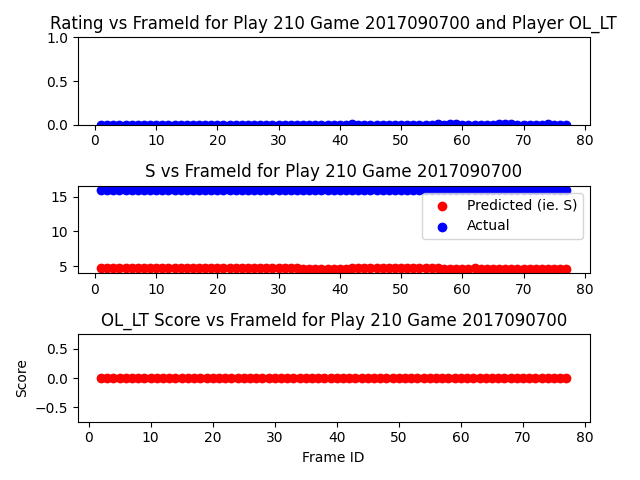 Rating vs FrameId for Play 210 Game 2017090700 and Player OL_LT
1.0
0.5
0.0
0 10 20 30 40 50 60 70 80
S vs FrameId for Play 210 Game 2017090700
15
10
5
Predicted (ie. S)
Actual
0 10 20 30 40 50 60 70 80
OL_LT Score vs FrameId for Play 210 Game 2017090700
Score
0.5
0.0
−0.5
0 10 20 30 40 50 60 70 80
Frame ID